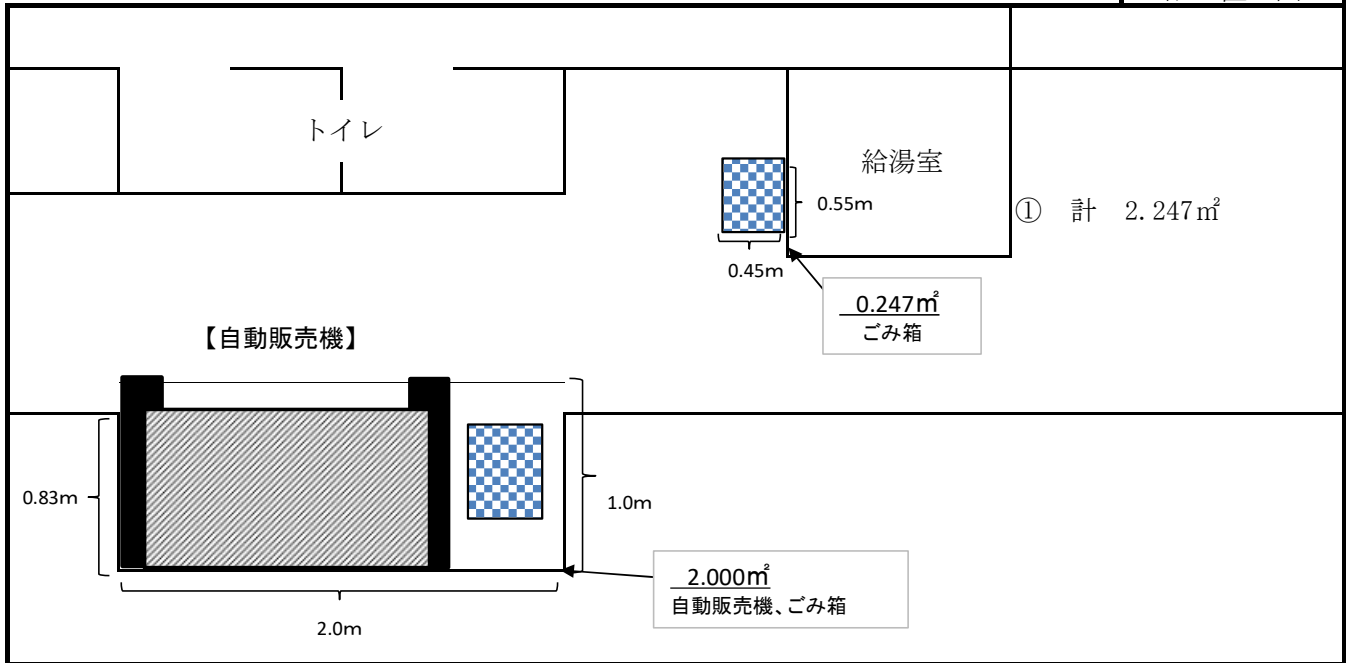 トイレ
給湯室
0.55m
① 計 2.247㎡
0.45m
0.247㎡
ごみ箱
【自動販売機】
0.83m
1.0m
2.000㎡
自動販売機、ごみ箱
2.0m